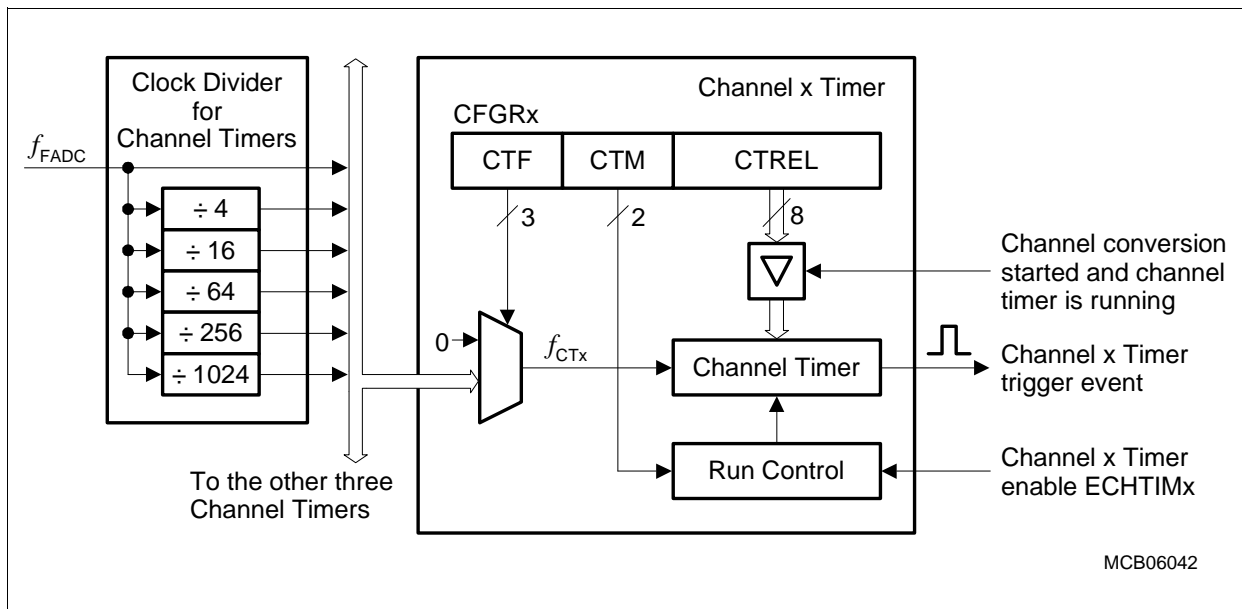 Clock Divider
for
Channel Timers
fFADC
÷ 4
÷ 16
÷ 64
÷ 256
÷ 1024
To the other three
Channel Timers
Channel x Timer
CFGRx
CTF
CTM
CTREL
3
2
8
0
fCTx
Channel Timer
Run Control
Channel conversion
started and channel
timer is running
Channel x Timer
trigger event
Channel x Timer
enable ECHTIMx
MCB06042